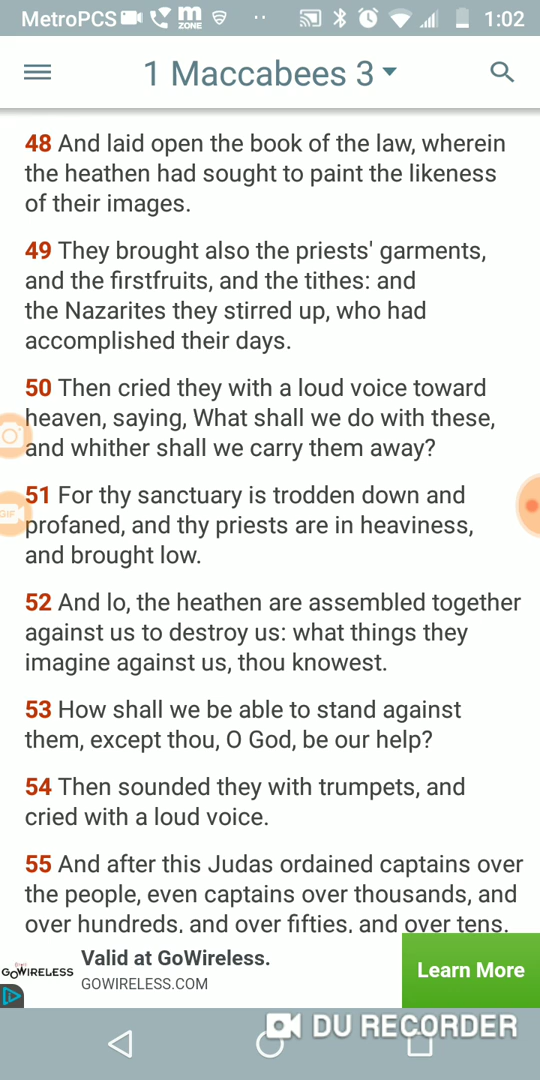 MetroPCS
m
ZONE
1:02
1 Maccabees 3
48 And laid open the book of the law, wherein
the heathen had sought to paint the likeness
of their images.
49 They brought also the priests' garments,
and the firstfruits, and the tithes: and
the Nazarites they stirred up, who had
accomplished their days.
50 Then cried they with a loud voice toward
heaven, saying, What shall we do with these,
and whither shall we carry them away?
51 For thy sanctuary is trodden down and
GIF
profaned, and thy priests are in heaviness,
and brought low.
52 And lo, the heathen are assembled together
against us to destroy us: what things they
imagine against us, thou knowest.
53 How shall we be able to stand against
them, except thou, O God, be our help?
54 Then sounded they with trumpets, and
cried with a loud voice.
55 And after this Judas ordained captains over
the people, even captains over thousands, and
over hundreds, and over fifties, and over tens.
GOWIRELESS
Valid at GoWireless.
GOWIRELESS.COM
Learn More
DU RECORDER